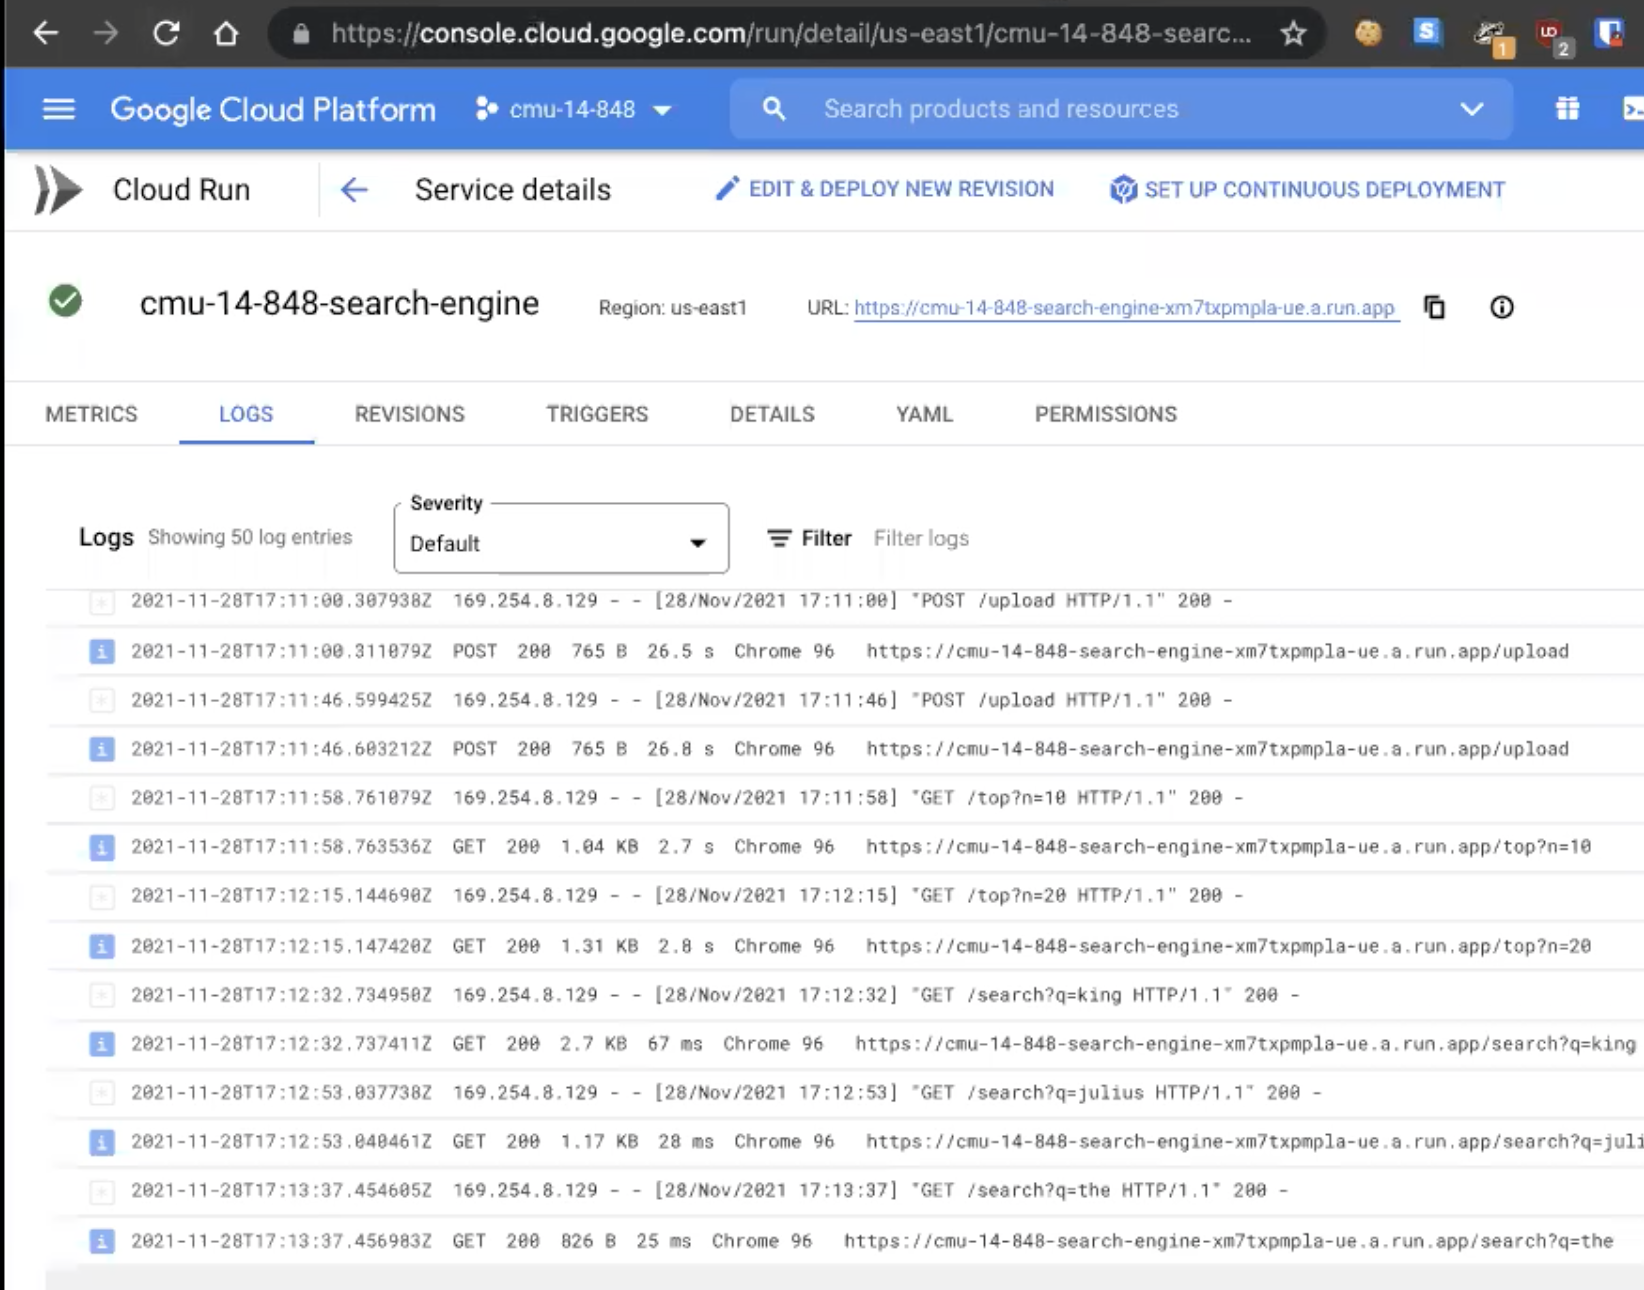 https://console.cloud.google.com/run/detail/us-east1/cmu-14-848-searc...
S 1 2
Google Cloud Platform cmu-14-848 Search products and resources
Cloud Run Service details EDIT & DEPLOY NEW REVISION SET UP CONTINUOUS DEPLOYMENT
cmu-14-848-search-engine Region: us-east1 URL: https://cmu-14-848-search-engine-xm7txpmpla-ue.a.run.app
METRICS LOGS REVISIONS TRIGGERS DETAILS YAML PERMISSIONS
Severity
Logs Showing 50 log entries Default Filter Filter logs
* 2021-11-28T17:11:00.307938Z 169.254.8.129 - - [28/Nov/2021 17:11:00] "POST /upload HTTP/1.1" 200 -
i 2021-11-28T17:11:00.311079Z POST 200 765 B 26.5 s Chrome 96 https://cmu-14-848-search-engine-xm7txpmpla-ue.a.run.app/upload
* 2021-11-28T17:11:46.599425Z 169.254.8.129 - - [28/Nov/2021 17:11:46] "POST /upload HTTP/1.1" 200 -
i 2021-11-28T17:11:46.603212Z POST 200 765 B 26.8 s Chrome 96 https://cmu-14-848-search-engine-xm7txpmpla-ue.a.run.app/upload
* 2021-11-28T17:11:58.761079Z 169.254.8.129 - - [28/Nov/2021 17:11:58] "GET /top?n=10 HTTP/1.1" 200 -
i 2021-11-28T17:11:58.763536Z GET 200 1.04 KB 2.7 s Chrome 96 https://cmu-14-848-search-engine-xm7txpmpla-ue.a.run.app/top?n=10
* 2021-11-28T17:12:15.144690Z 169.254.8.129 - - [28/Nov/2021 17:12:15] "GET /top?n=20 HTTP/1.1" 200 -
i 2021-11-28T17:12:15.147420Z GET 200 1.31 KB 2.8 s Chrome 96 https://cmu-14-848-search-engine-xm7txpmpla-ue.a.run.app/top?n=20
* 2021-11-28T17:12:32.734950Z 169.254.8.129 - - [28/Nov/2021 17:12:32] "GET /search?q=king HTTP/1.1" 200 -
i 2021-11-28T17:12:32.737411Z GET 200 2.7 KB 67 ms Chrome 96 https://cmu-14-848-search-engine-xm7txpmpla-ue.a.run.app/search?q=king
* 2021-11-28T17:12:53.037738Z 169.254.8.129 - - [28/Nov/2021 17:12:53] "GET /search?q=julius HTTP/1.1" 200 -
i 2021-11-28T17:12:53.040461Z GET 200 1.17 KB 28 ms Chrome 96 https://cmu-14-848-search-engine-xm7txpmpla-ue.a.run.app/search?q=juli
* 2021-11-28T17:13:37.454605Z 169.254.8.129 - - [28/Nov/2021 17:13:37] "GET /search?q=the HTTP/1.1" 200 -
i 2021-11-28T17:13:37.456983Z GET 200 826 B 25 ms Chrome 96 https://cmu-14-848-search-engine-xm7txpmpla-ue.a.run.app/search?q=the